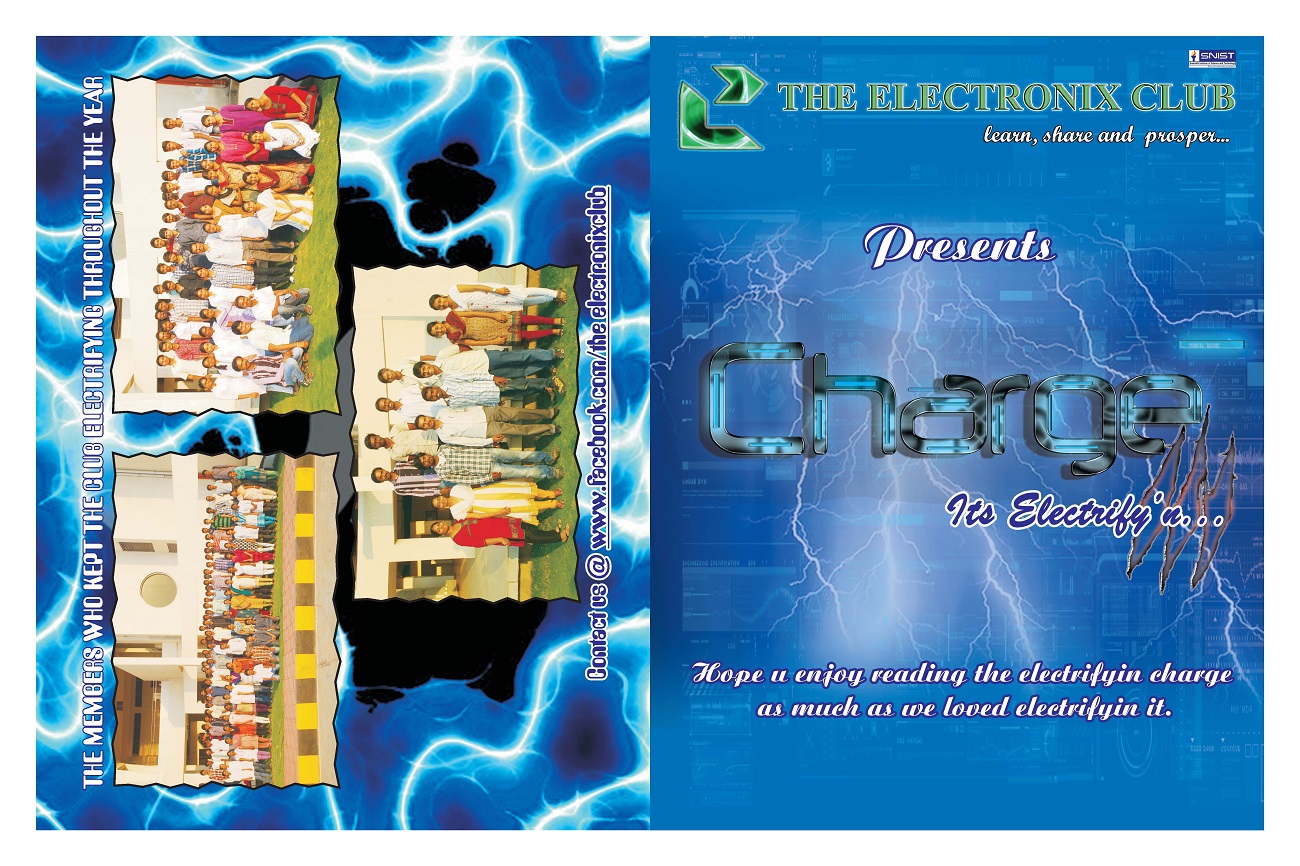 THE MEMBERS WHO KEPT THE CLUB ELECTRIFYING THROUGHOUT THE YEAR
Contact us @ www.facebook.com/the electronixclub
SNIST
THE ELECTRONIX CLUB
learn, share and prosper...
Presents
Charge
Its Electrify'n...
Hope u enjoy reading the electrifyin charge
as much as we loved electrifyin it.